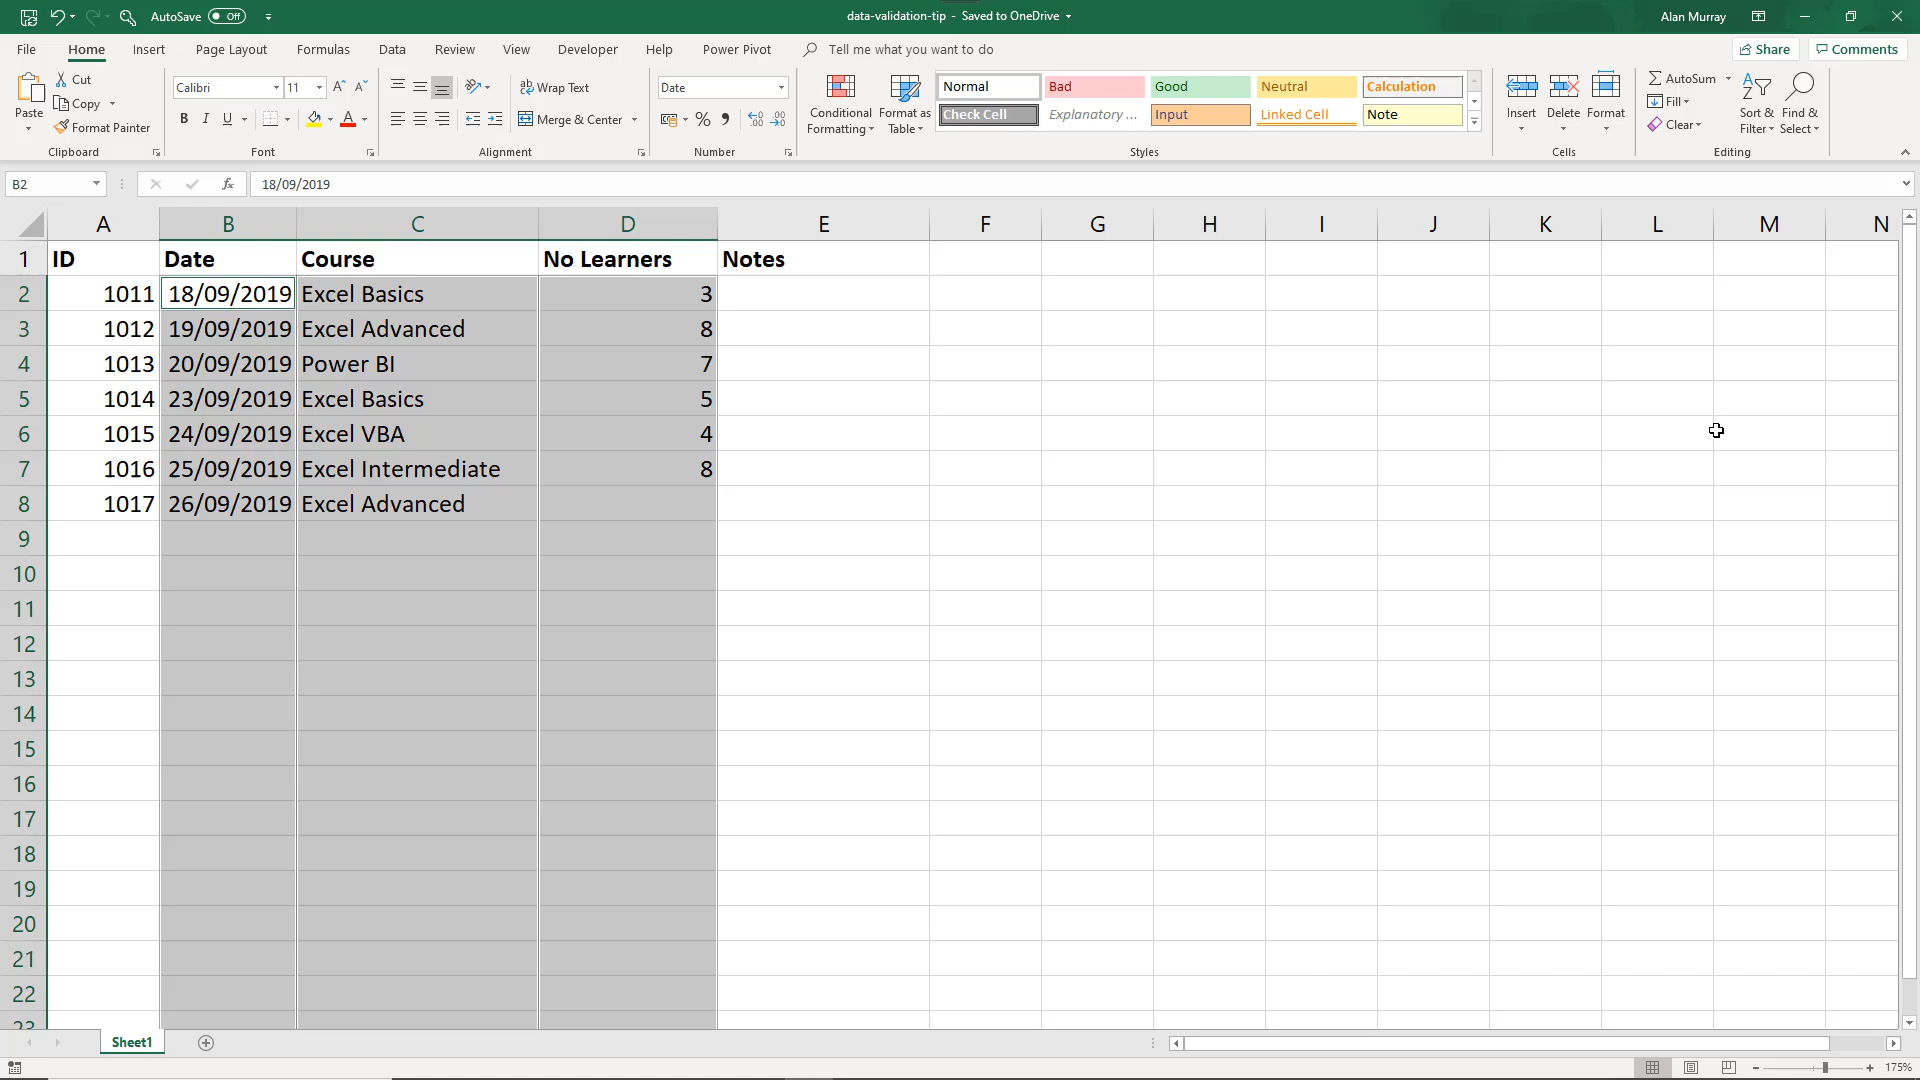 AutoSave Off data-validation-tip - Saved to OneDrive Alan Murray
File Home Insert Page Layout Formulas Data Review View Developer Help Power Pivot Tell me what you want to do Share Comments
Paste Cut Copy Format Painter
Clipboard
Calibri 11
B I U A
Font
Wrap Text
Merge & Center
Alignment
Date
%
Number
Conditional Formatting
Format as Table
Normal Bad Good Neutral Calculation
Check Cell Explanatory ... Input Linked Cell Note
Styles
Insert Delete Format
Cells
AutoSum
Fill
Clear
Sort & Filter
Find & Select
Editing
B2 fx 18/09/2019
A B C D E F G H I J K L M N
1 ID Date Course No Learners Notes
2 1011 18/09/2019 Excel Basics 3
3 1012 19/09/2019 Excel Advanced 8
4 1013 20/09/2019 Power BI 7
5 1014 23/09/2019 Excel Basics 5
6 1015 24/09/2019 Excel VBA 4
7 1016 25/09/2019 Excel Intermediate 8
8 1017 26/09/2019 Excel Advanced
9
10
11
12
13
14
15
16
17
18
19
20
21
22
23
Sheet1
175%